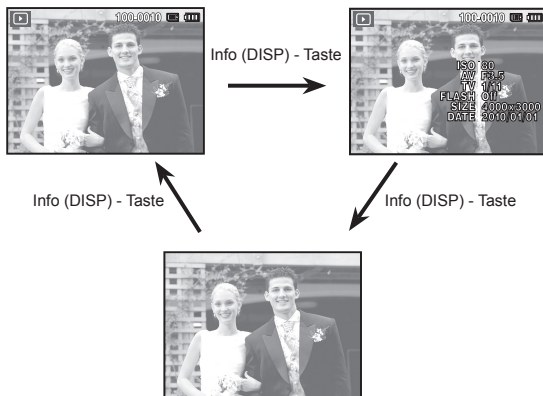 100-0010
Info (DISP) - Taste
100-0010
ISO 80
AV F3.5
TV 1/11
FLASH Off
SIZE 4000x3000
DATE 2010/01/01
Info (DISP) - Taste
Info (DISP) - Taste